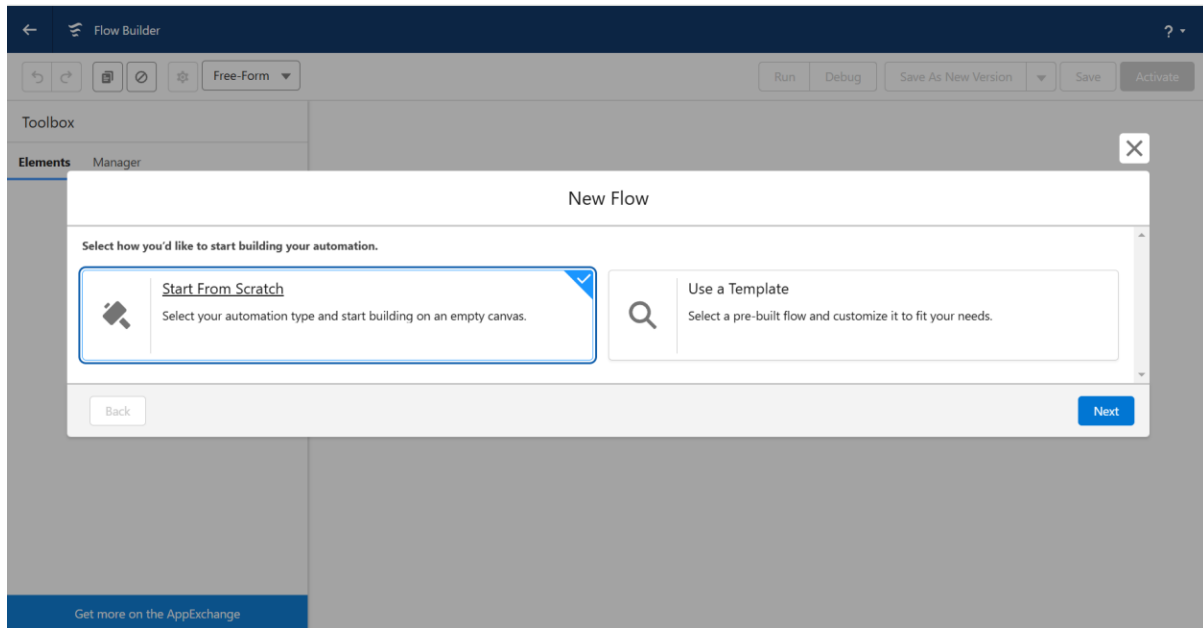 Flow Builder
?
Free-Form
Run Debug Save As New Version Save Activate
Toolbox
Elements Manager
New Flow
Select how you'd like to start building your automation.
Start From Scratch
Select your automation type and start building on an empty canvas.
Use a Template
Select a pre-built flow and customize it to fit your needs.
Back
Next
Get more on the AppExchange